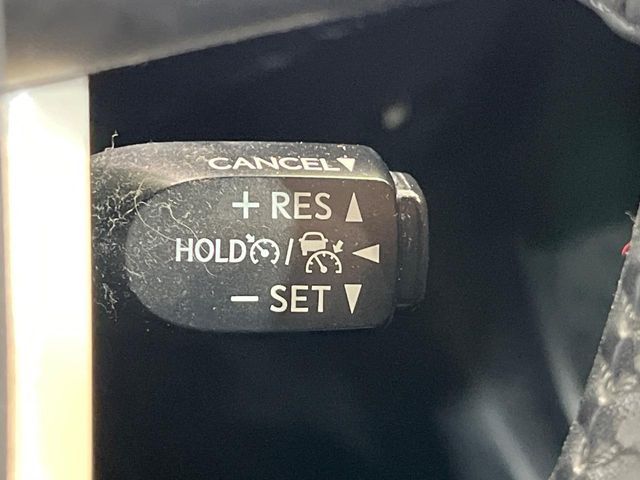 CANCEL▼
+ RES ▲
HOLD / ◀
− SET ▼